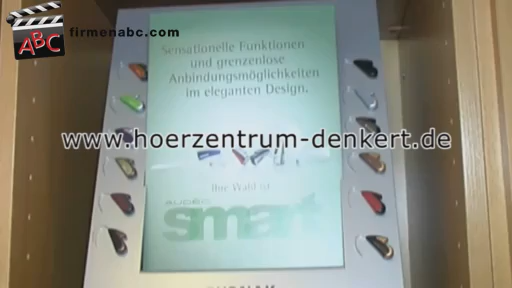 ABC
firmenabc.com
Sensationelle Funktionen
und grenzenlose
Anbindungsmöglichkeiten
im eleganten Design.
www.hoerzentrum-denkert.de
Ihre Wahl ist
smart